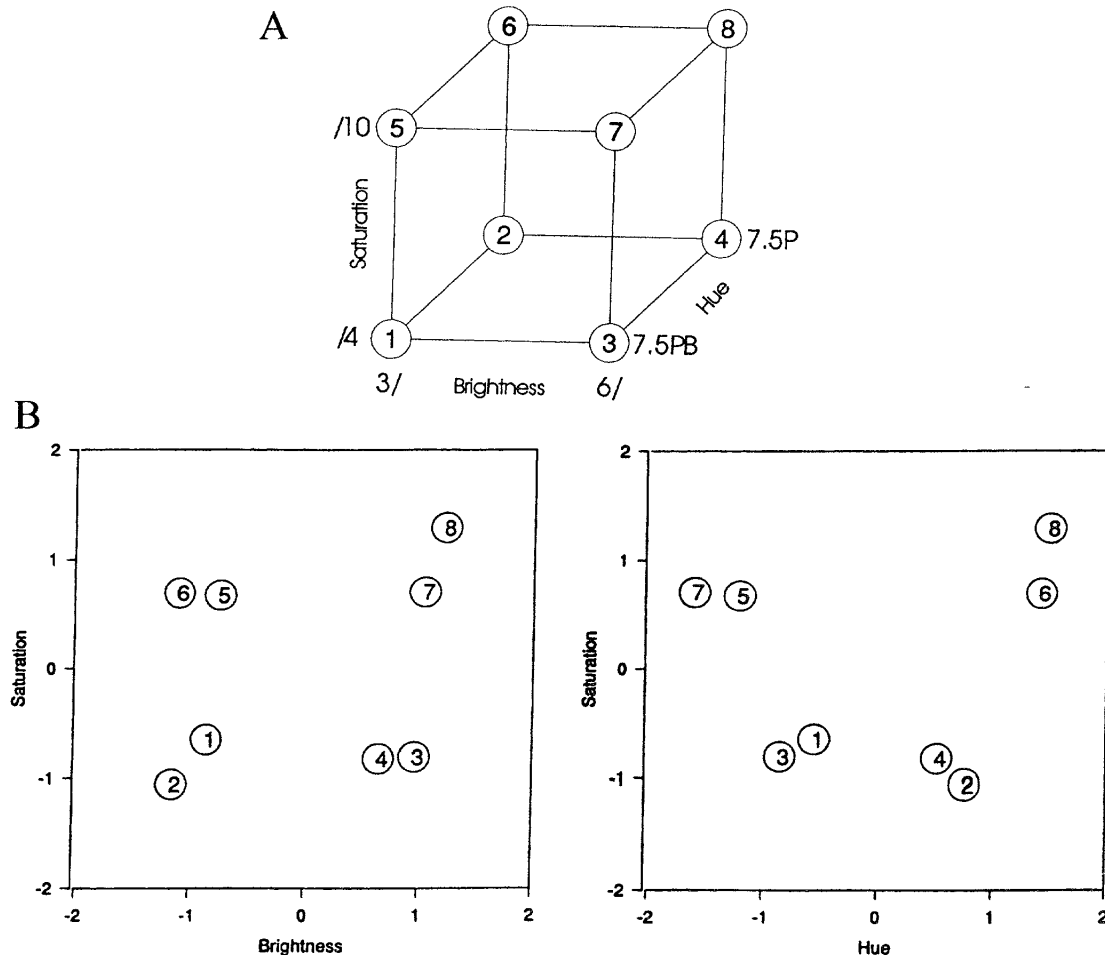 A
6 8
/10 5 7
Saturation
2 4 7.5P
Hue
/4 1 3 7.5PB
3/ Brightness 6/
B
2
1
0
-1
-2
Saturation
6 5 8 7
1 2 4 3
-2 -1 0 1 2
Brightness
2
1
0
-1
-2
Saturation
7 5 8 6
3 1 4 2
-2 -1 0 1 2
Hue